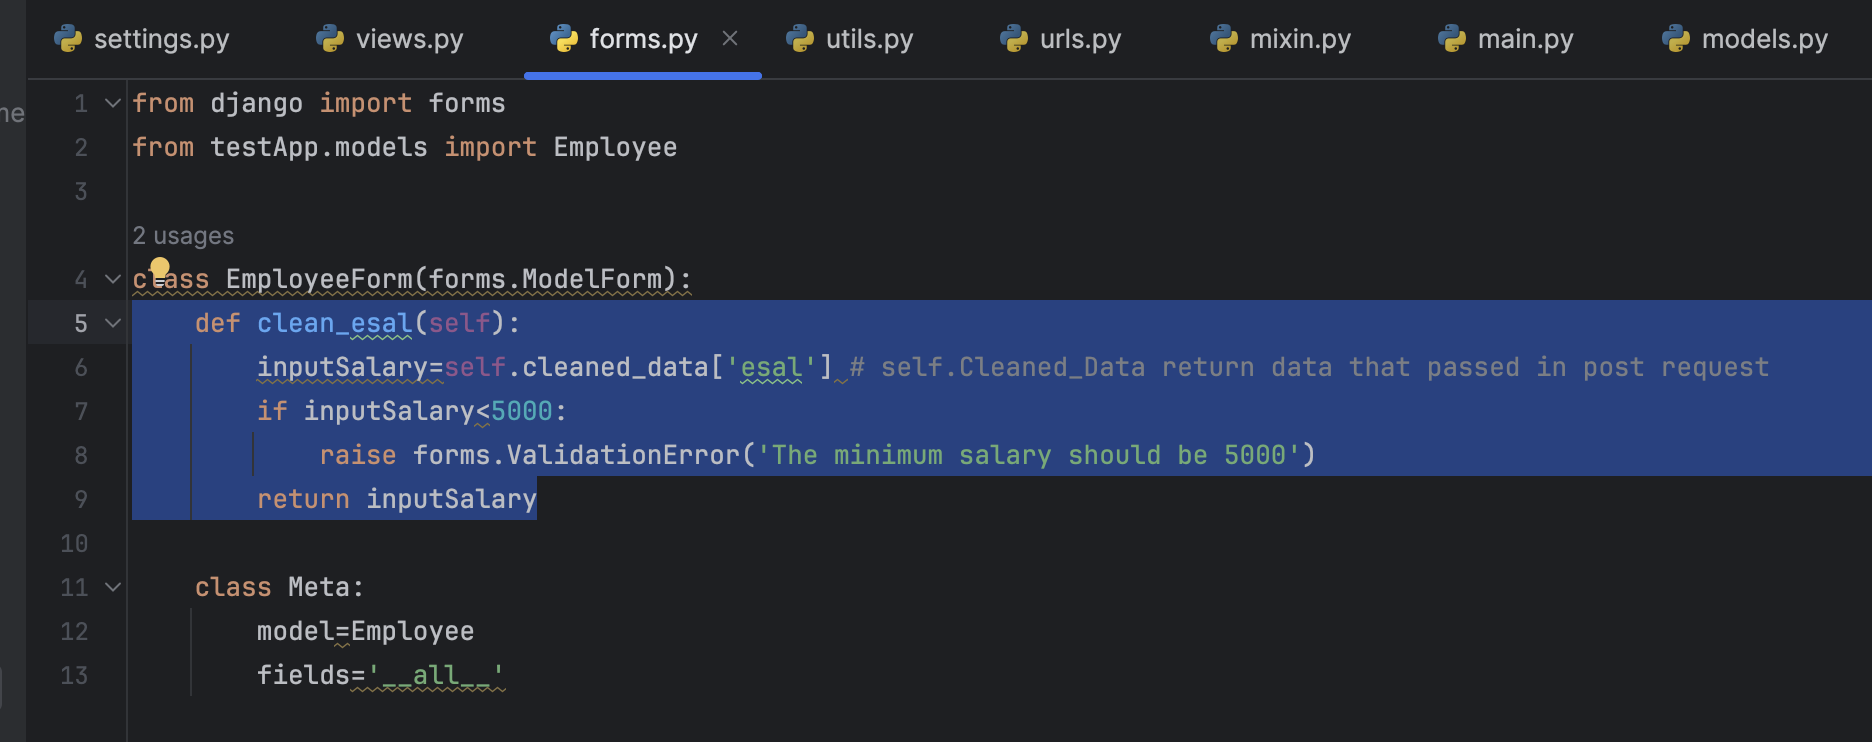 settings.py views.py forms.py utils.py urls.py mixin.py main.py models.py
me
1 from django import forms
2 from testApp.models import Employee
3
2 usages
4 class EmployeeForm(forms.ModelForm):
5     def clean_esal(self):
6         inputSalary=self.cleaned_data['esal'] # self.Cleaned_Data return data that passed in post request
7         if inputSalary<5000:
8             raise forms.ValidationError('The minimum salary should be 5000')
9         return inputSalary
10
11     class Meta:
12         model=Employee
13         fields='__all__'